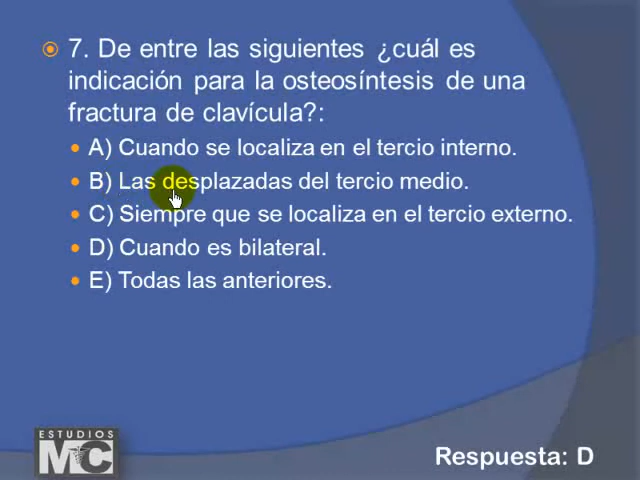 7. De entre las siguientes ¿cuál es
indicación para la osteosíntesis de una
fractura de clavícula?:
A) Cuando se localiza en el tercio interno.
B) Las desplazadas del tercio medio.
C) Siempre que se localiza en el tercio externo.
D) Cuando es bilateral.
E) Todas las anteriores.
ESTUDIOS
MC
Respuesta: D